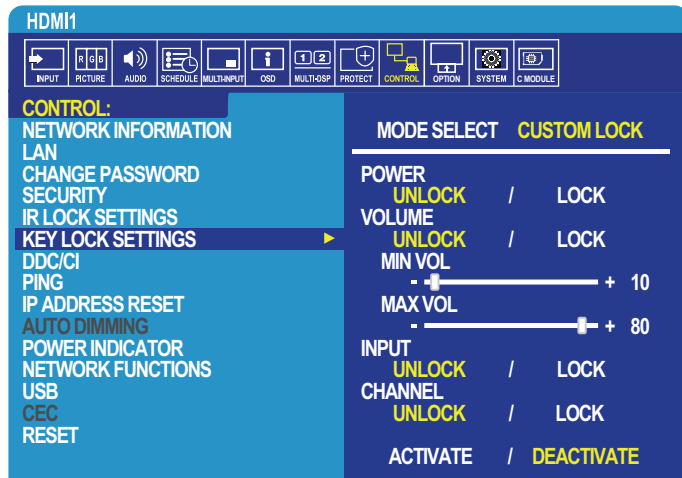 HDMI1
INPUT
RGB
PICTURE
AUDIO
SCHEDULE
MULTI-INPUT
OSD
1 2
MULTI-DSP
PROTECT
CONTROL
OPTION
SYSTEM
C MODULE
CONTROL:
NETWORK INFORMATION
LAN
CHANGE PASSWORD
SECURITY
IR LOCK SETTINGS
KEY LOCK SETTINGS
DDC/CI
PING
IP ADDRESS RESET
AUTO DIMMING
POWER INDICATOR
NETWORK FUNCTIONS
USB
CEC
RESET
MODE SELECT CUSTOM LOCK
POWER
UNLOCK / LOCK
VOLUME
UNLOCK / LOCK
MIN VOL
- + 10
MAX VOL
- + 80
INPUT
UNLOCK / LOCK
CHANNEL
UNLOCK / LOCK
ACTIVATE / DEACTIVATE